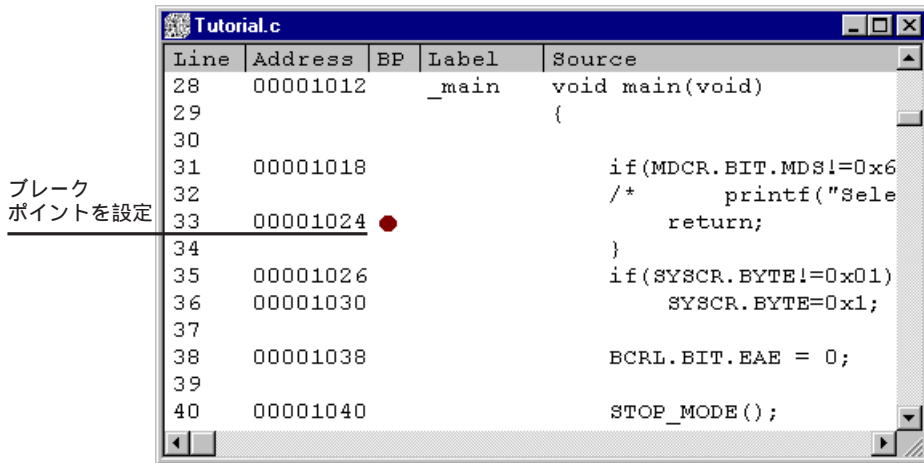 Tutorial.c
Line Address BP Label Source
28 00001012 _main void main(void)
29 {
30
31 00001018 if(MDCR.BIT.MDS!=0x6
32 /* printf("Sele
33 00001024 return;
34 }
35 00001026 if(SYSCR.BYTE!=0x01)
36 00001030 SYSCR.BYTE=0x1;
37
38 00001038 BCRL.BIT.EAE = 0;
39
40 00001040 STOP_MODE();
ブレーク
ポイントを設定